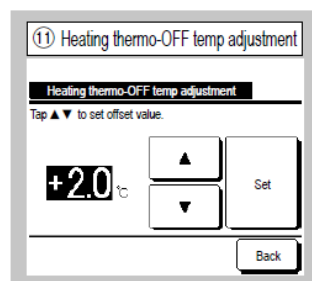 ⑪ Heating thermo-OFF temp adjustment
Heating thermo-OFF temp adjustment
Tap ▲ ▼ to set offset value.
▲
+2.0 ℃
Set
▼
Back